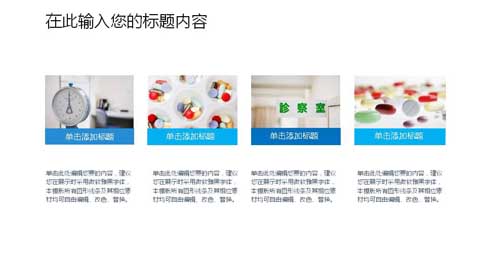 在此输入您的标题内容
診察室
单击添加标题
单击添加标题
单击添加标题
单击添加标题
单击此处编辑您要的内容，建议
您在展示时采用微软雅黑字体，
本模板所有图形线条及其相应素
材均可自由编辑、改色、替换。
单击此处编辑您要的内容，建议
您在展示时采用微软雅黑字体，
本模板所有图形线条及其相应素
材均可自由编辑、改色、替换。
单击此处编辑您要的内容，建议
您在展示时采用微软雅黑字体，
本模板所有图形线条及其相应素
材均可自由编辑、改色、替换。
单击此处编辑您要的内容，建议
您在展示时采用微软雅黑字体，
本模板所有图形线条及其相应素
材均可自由编辑、改色、替换。